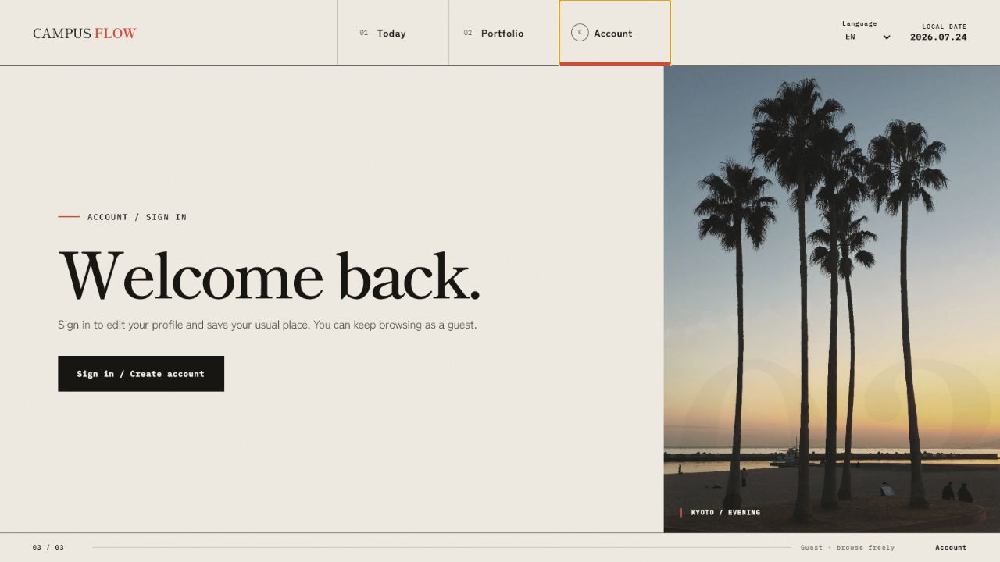 CAMPUS FLOW
01 Today
02 Portfolio
K Account
Language
EN
LOCAL DATE
2026.07.24
ACCOUNT / SIGN IN
Welcome back.
Sign in to edit your profile and save your usual place. You can keep browsing as a guest.
Sign in / Create account
03
KYOTO / EVENING
03 / 03
Guest · browse freely
Account